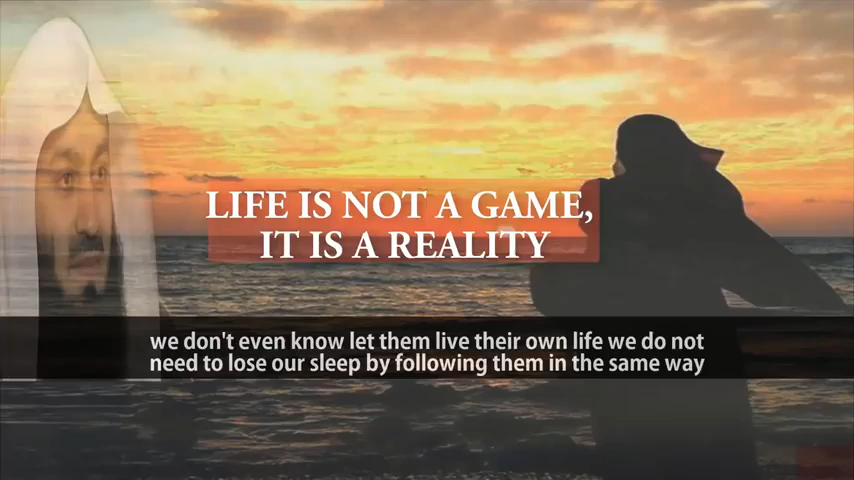 LIFE IS NOT A GAME,
IT IS A REALITY
we don't even know let them live their own life we do not
need to lose our sleep by following them in the same way